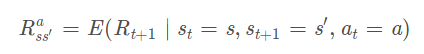 R^a_{ss′} = E(R_{t+1} | s_t = s, s_{t+1} = s′, a_t = a)